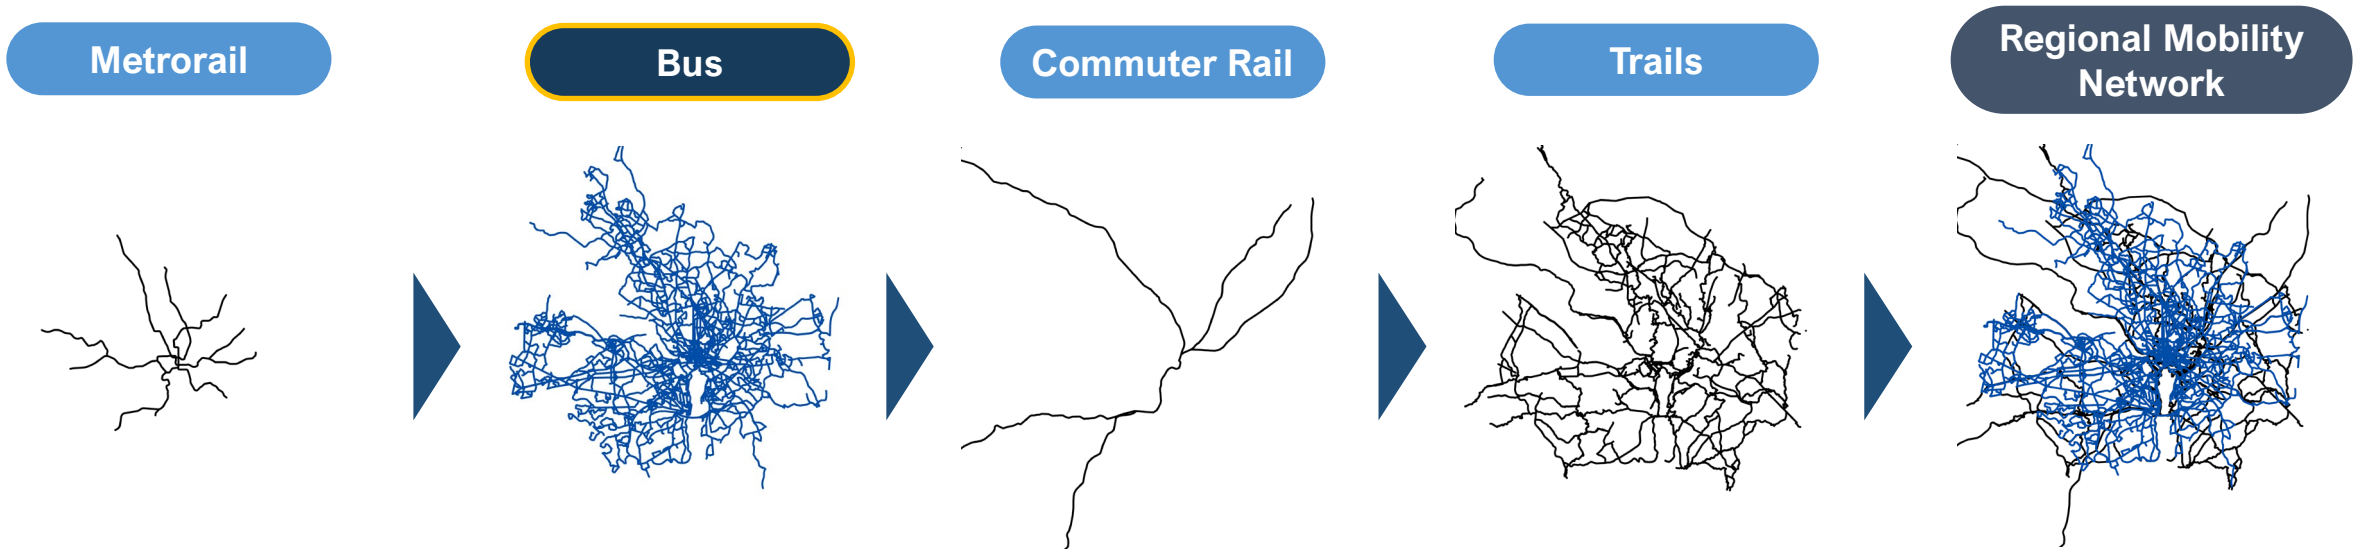 Metrorail
Bus
Commuter Rail
Trails
Regional Mobility
Network